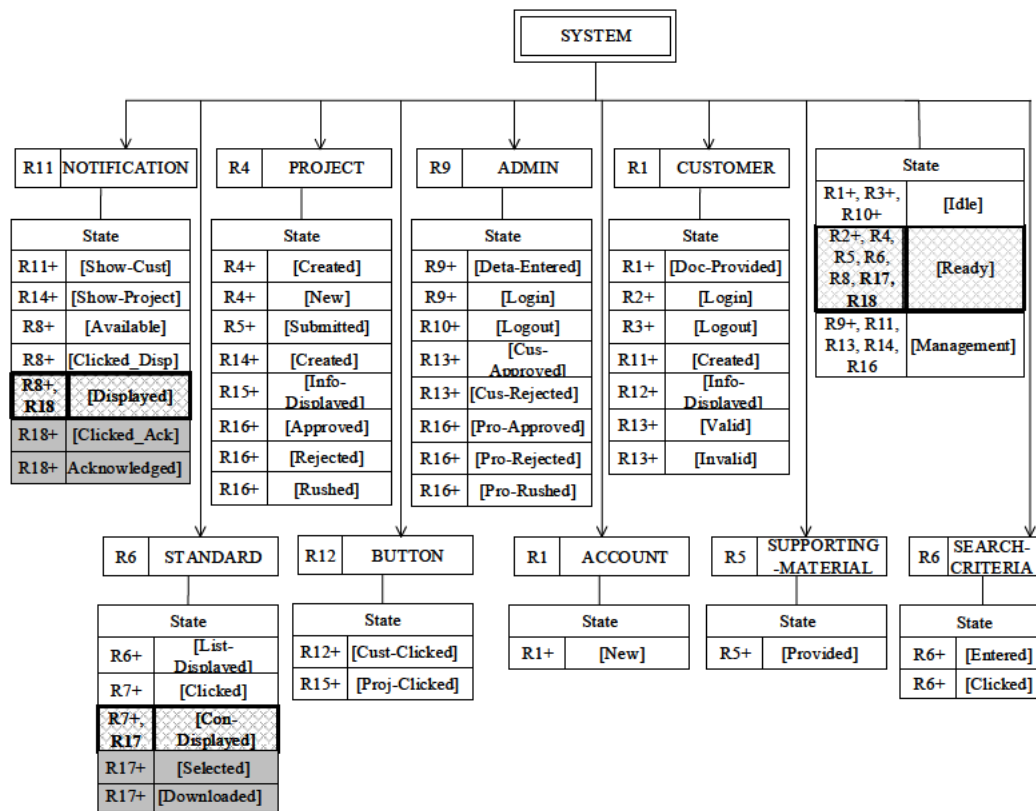 SYSTEM
R11 NOTIFICATION
R4 PROJECT
R9 ADMIN
R1 CUSTOMER
State
R1+, R3+,
R10+
[Idle]
R2+, R4,
R5, R6,
R8, R17,
R18
[Ready]
R9+, R11,
R13, R14,
R16
[Management]
State
R11+ [Show-Cust]
R14+ [Show-Project]
R8+ [Available]
R8+ [Clicked_Disp]
R8+,
R18
[Displayed]
R18+ [Clicked_Ack]
R18+ Acknowledged]
State
R4+ [Created]
R4+ [New]
R5+ [Submitted]
R14+ [Created]
R15+ [Info-
Displayed]
R16+ [Approved]
R16+ [Rejected]
R16+ [Rushed]
State
R9+ [Deta-Entered]
R9+ [Login]
R10+ [Logout]
R13+ [Cus-
Approved]
R13+ [Cus-Rejected]
R16+ [Pro-Approved]
R16+ [Pro-Rejected]
R16+ [Pro-Rushed]
State
R1+ [Doc-Provided]
R2+ [Login]
R3+ [Logout]
R11+ [Created]
R12+ [Info-
Displayed]
R13+ [Valid]
R13+ [Invalid]
R6 STANDARD
R12 BUTTON
R1 ACCOUNT
R5 SUPPORTING
-MATERIAL
R6 SEARCH-
CRITERIA
State
R6+ [List-
Displayed]
R7+ [Clicked]
R7+,
R17
[Con-
Displayed]
R17+ [Selected]
R17+ [Downloaded]
State
R12+ [Cust-Clicked]
R15+ [Proj-Clicked]
State
R1+ [New]
State
R5+ [Provided]
State
R6+ [Entered]
R6+ [Clicked]